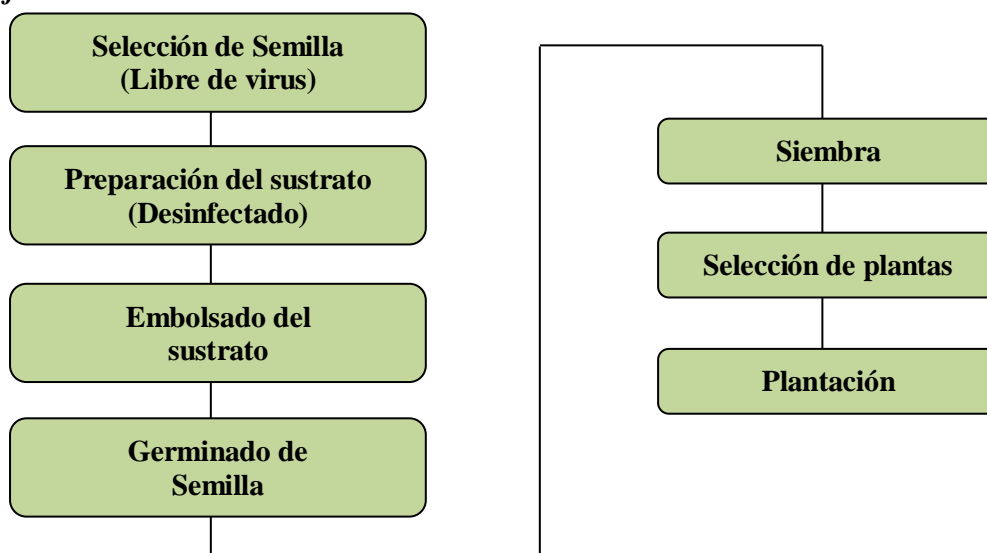 Selección de Semilla
(Libre de virus)
Preparación del sustrato
(Desinfectado)
Embolsado del
sustrato
Germinado de
Semilla
Siembra
Selección de plantas
Plantación